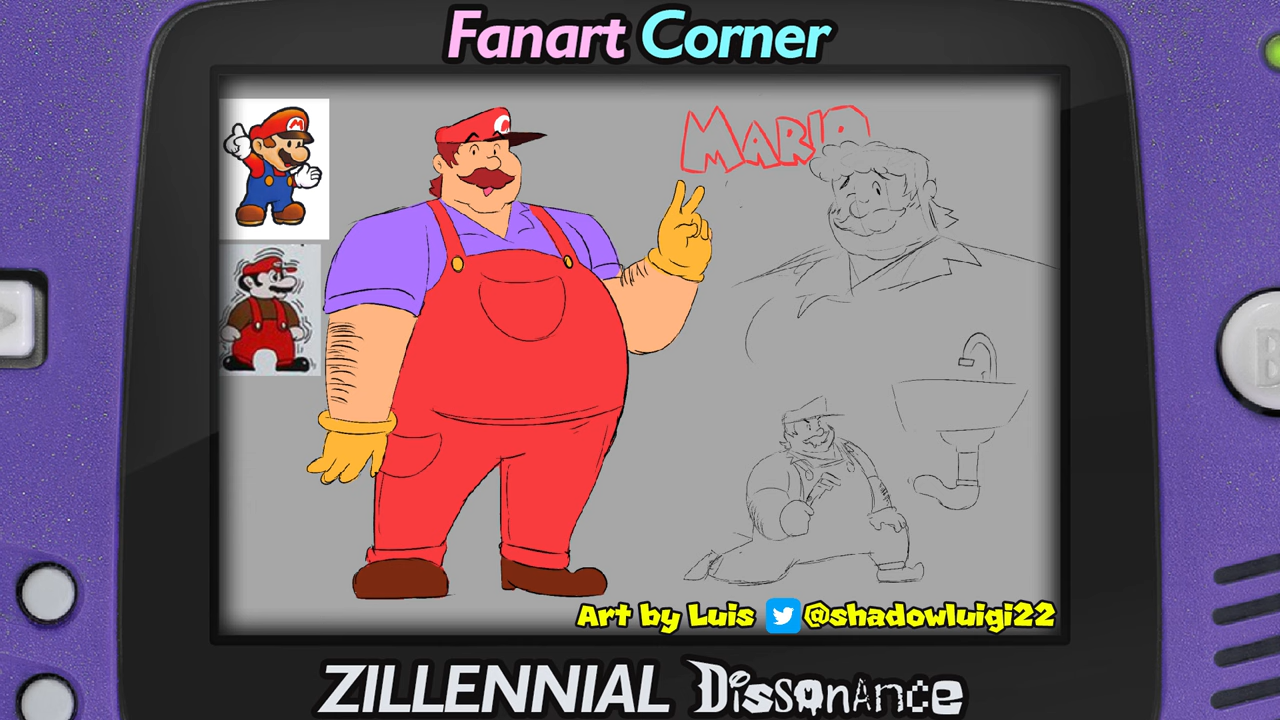 Fanart Corner
M
M
MARIO
B
Art by Luis @shadowluigi22
ZILLENNIAL Dissonance